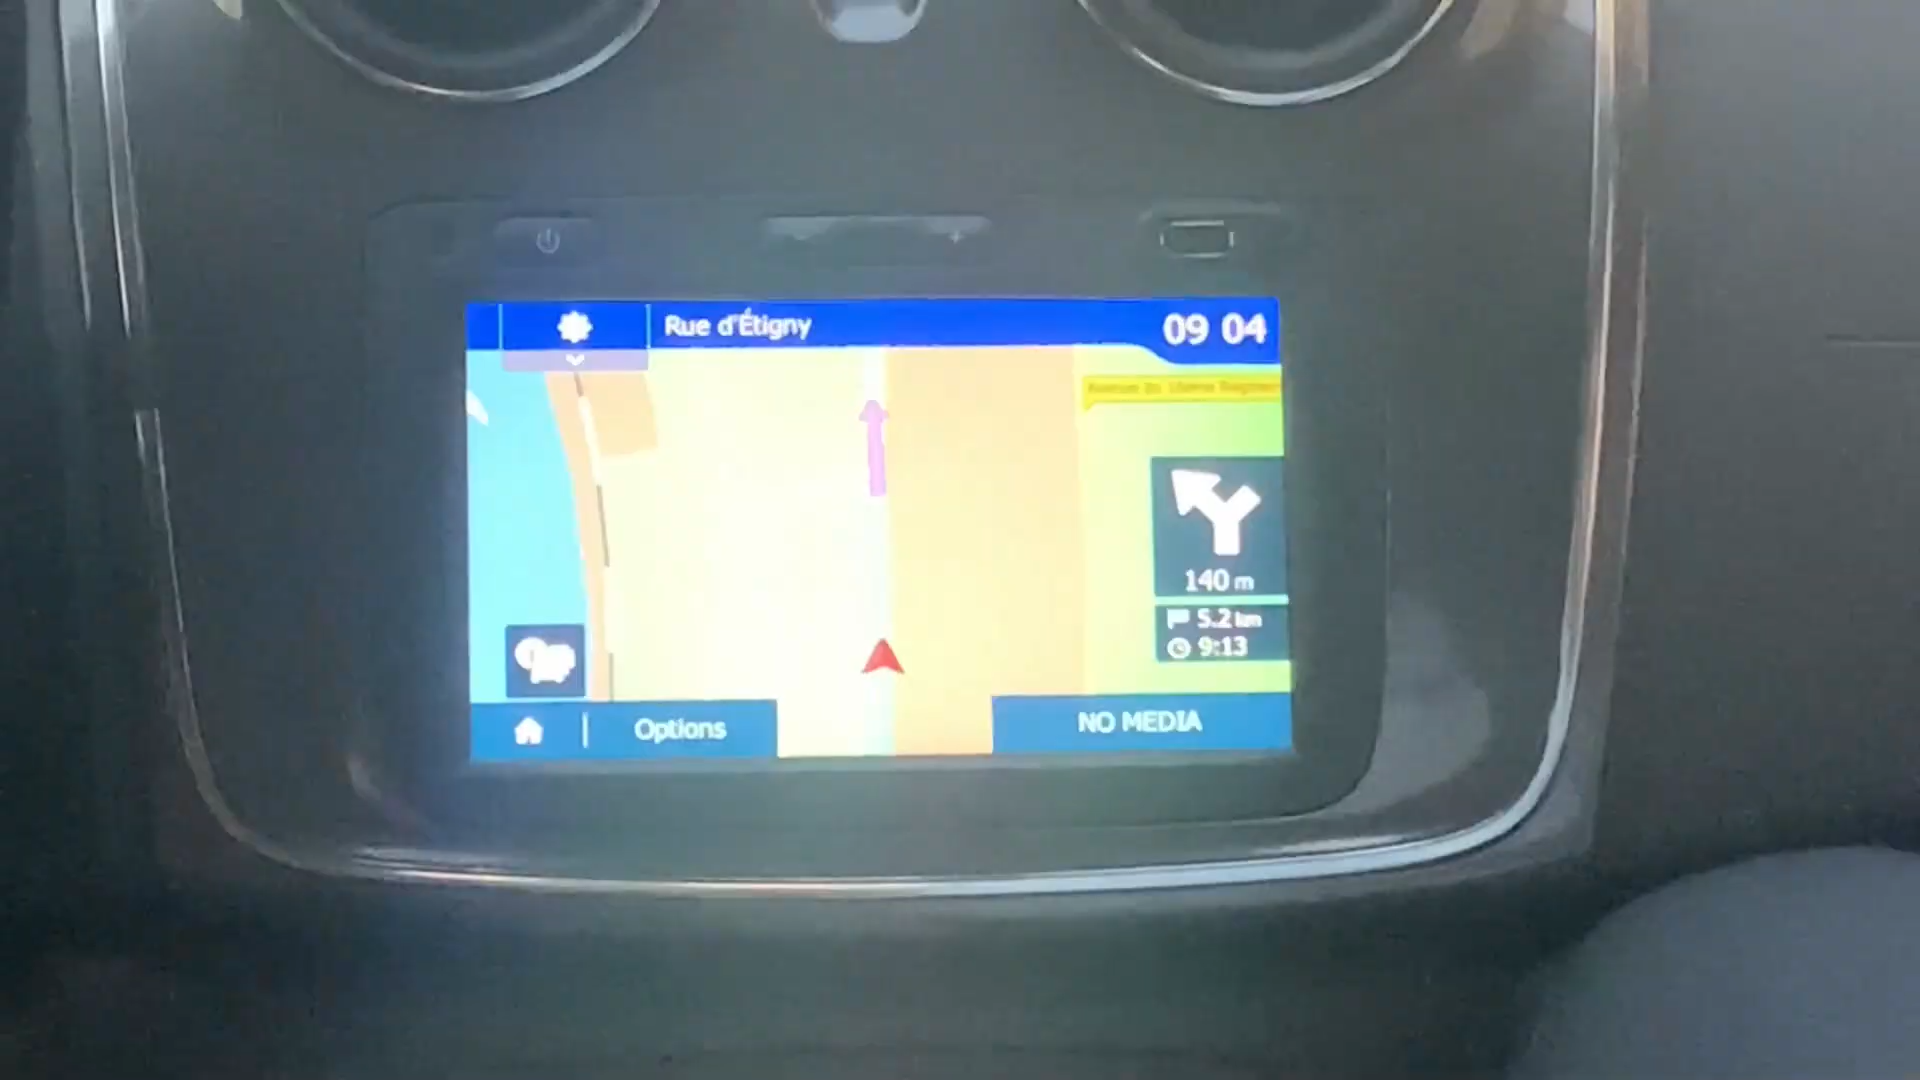 +
Rue d'Étigny
09 04
140 m
5.2 km
9:13
Options
NO MEDIA